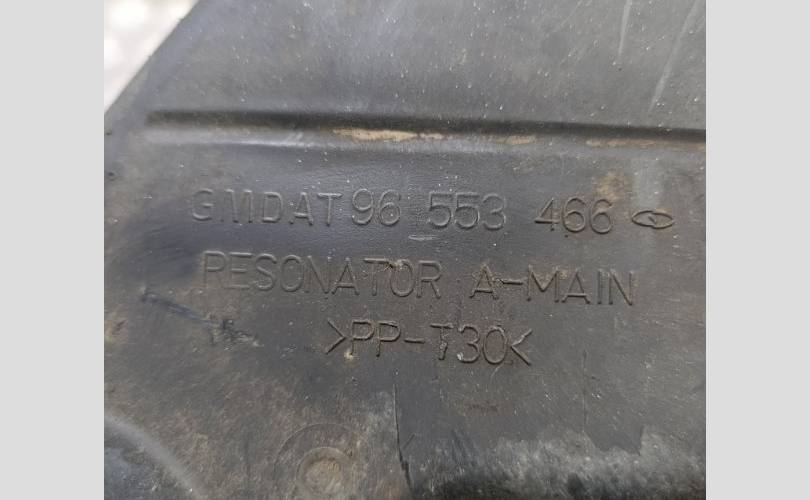 GMDAT 96 553 466
RESONATOR A-MAIN
>PP-T30<